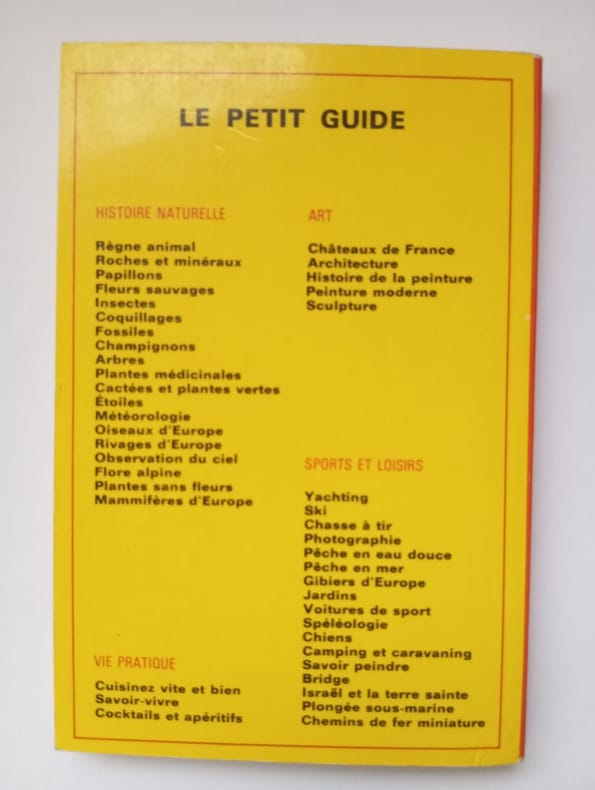 LE PETIT GUIDE
HISTOIRE NATURELLE
Règne animal
Roches et minéraux
Papillons
Fleurs sauvages
Insectes
Coquillages
Fossiles
Champignons
Arbres
Plantes médicinales
Cactées et plantes vertes
Étoiles
Météorologie
Oiseaux d'Europe
Rivages d'Europe
Observation du ciel
Flore alpine
Plantes sans fleurs
Mammifères d'Europe
VIE PRATIQUE
Cuisinez vite et bien
Savoir-vivre
Cocktails et apéritifs
ART
Châteaux de France
Architecture
Histoire de la peinture
Peinture moderne
Sculpture
SPORTS ET LOISIRS
Yachting
Ski
Chasse à tir
Photographie
Pêche en eau douce
Pêche en mer
Gibiers d'Europe
Jardins
Voitures de sport
Spéléologie
Chiens
Camping et caravaning
Savoir peindre
Bridge
Israël et la terre sainte
Plongée sous-marine
Chemins de fer miniature